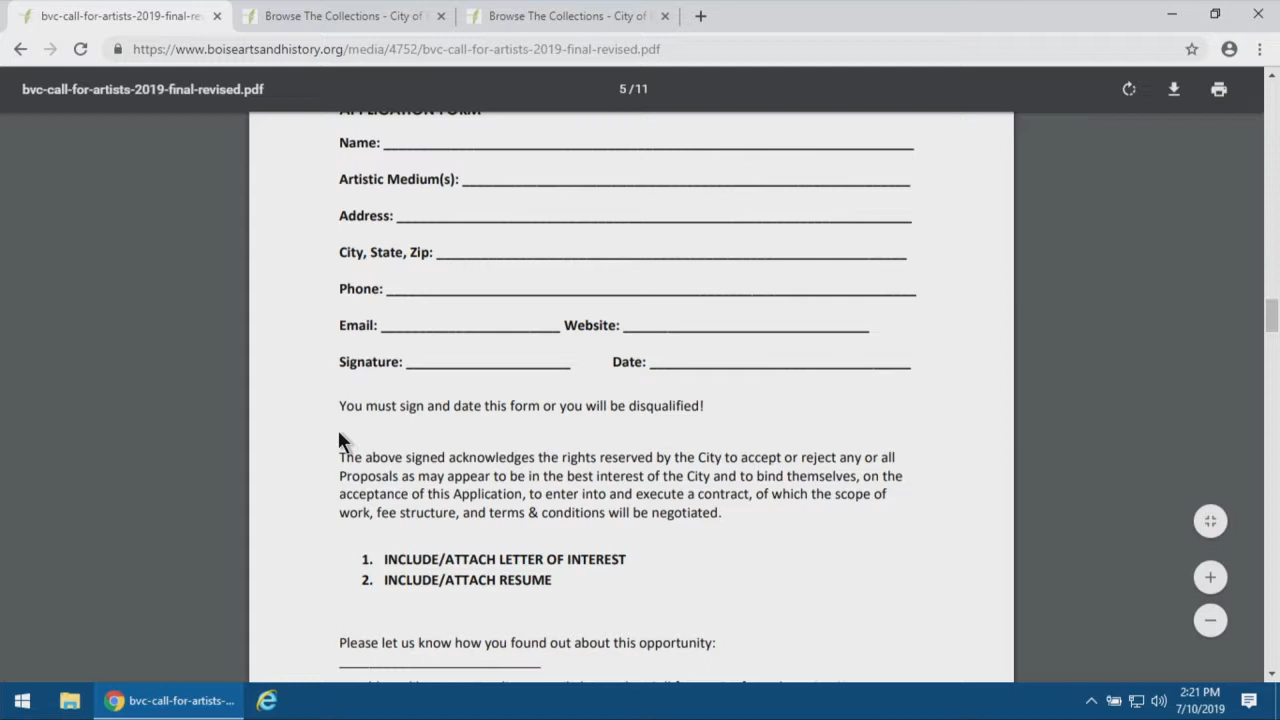 bvc-call-for-artists-2019-final-re
Browse The Collections - City of
Browse The Collections - City of
https://www.boiseartsandhistory.org/media/4752/bvc-call-for-artists-2019-final-revised.pdf
bvc-call-for-artists-2019-final-revised.pdf
5 / 11
APPLICATION FORM
Name:
Artistic Medium(s):
Address:
City, State, Zip:
Phone:
Email: Website:
Signature: Date:
You must sign and date this form or you will be disqualified!
The above signed acknowledges the rights reserved by the City to accept or reject any or all
Proposals as may appear to be in the best interest of the City and to bind themselves, on the
acceptance of this Application, to enter into and execute a contract, of which the scope of
work, fee structure, and terms & conditions will be negotiated.
1. INCLUDE/ATTACH LETTER OF INTEREST
2. INCLUDE/ATTACH RESUME
Please let us know how you found out about this opportunity:
bvc-call-for-artists-...
2:21 PM
7/10/2019